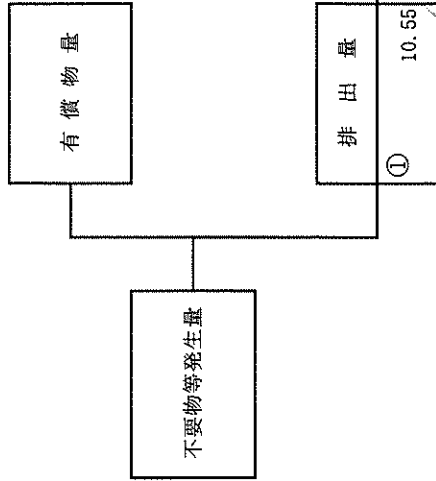 不要物等発生量
有償物量
排出量
①
10.55